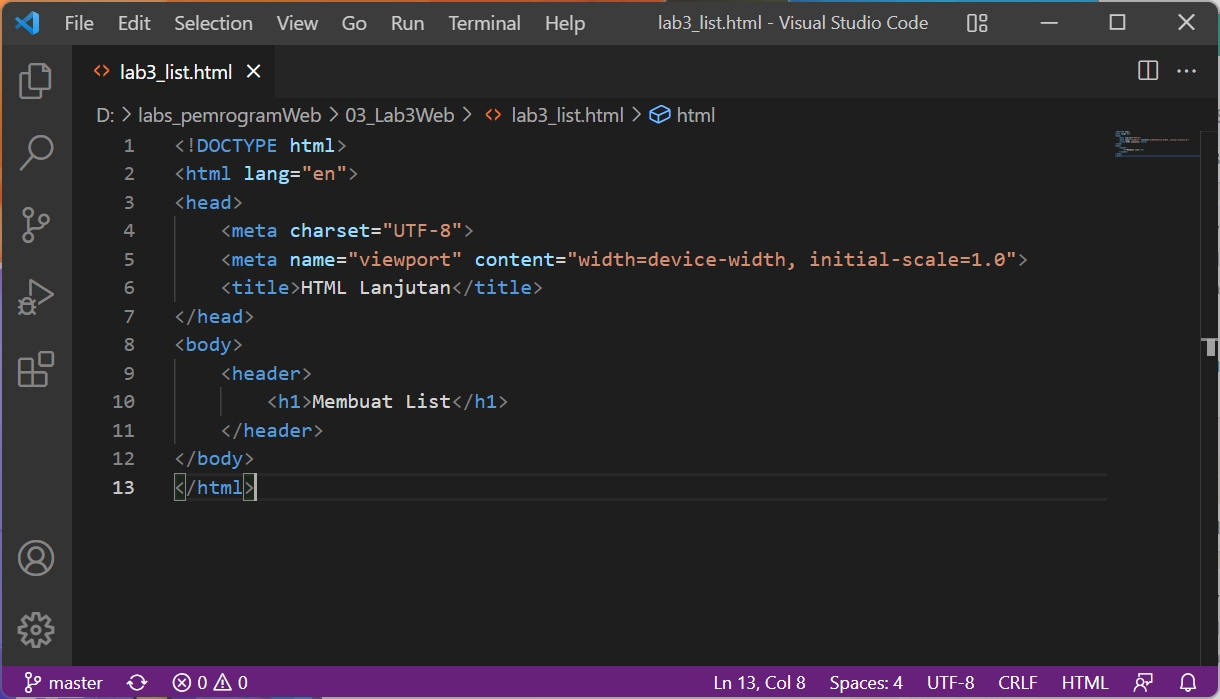 File Edit Selection View Go Run Terminal Help lab3_list.html - Visual Studio Code
lab3_list.html
D: > labs_pemrogramWeb > 03_Lab3Web > <> lab3_list.html > html
1 <!DOCTYPE html>
2 <html lang="en">
3 <head>
4     <meta charset="UTF-8">
5     <meta name="viewport" content="width=device-width, initial-scale=1.0">
6     <title>HTML Lanjutan</title>
7 </head>
8 <body>
9     <header>
10         <h1>Membuat List</h1>
11     </header>
12 </body>
13 </html>
master 0 0 Ln 13, Col 8 Spaces: 4 UTF-8 CRLF HTML